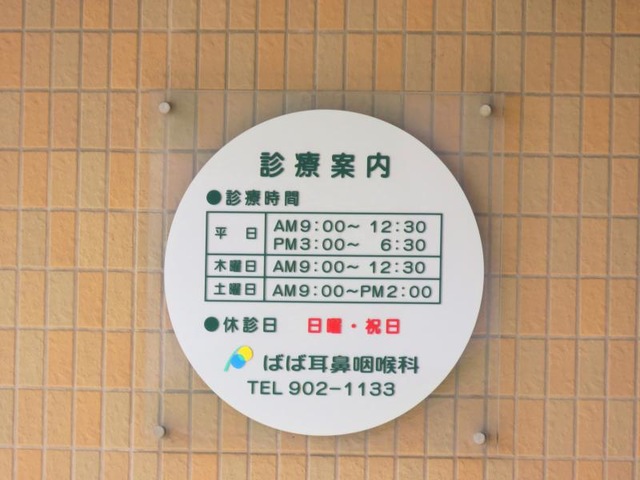 診療案内
●診療時間
平 日 AM9:00～ 12:30
PM3:00～ 6:30
木曜日 AM9:00～ 12:30
土曜日 AM9:00～PM2:00
●休診日 日曜・祝日
ばば耳鼻咽喉科
TEL 902-1133